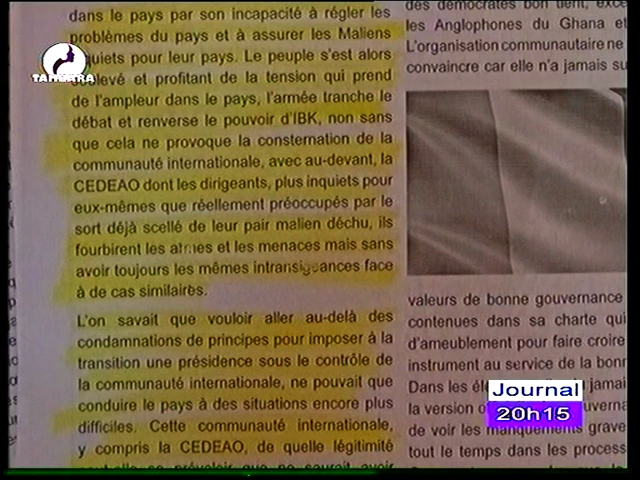 dans le pays par son incapacité à régler les
problèmes du pays et à assurer les Maliens
inquiets pour leur pays. Le peuple s'est alors
soulevé et profitant de la tension qui prend
de l'ampleur dans le pays, l'armée tranche le
débat et renverse le pouvoir d'IBK, non sans
que cela ne provoque la consternation de la
communauté internationale, avec au-devant, la
CEDEAO dont les dirigeants, plus inquiets pour
eux-mêmes que réellement préoccupés par le
sort déjà scellé de leur pair malien déchu, ils
fourbirent les armes et les menaces mais sans
avoir toujours les mêmes intransigeances face
à de cas similaires.
L'on savait que vouloir aller au-delà des
condamnations de principes pour imposer à la
transition une présidence sous le contrôle de
la communauté internationale, ne pouvait que
conduire le pays à des situations encore plus
difficiles. Cette communauté internationale,
y compris la CEDEAO, de quelle légitimité
que ne saurait avoir
des démocrates bon teint,
les Anglophones du Ghana et
L'organisation communautaire ne
convaincre car elle n'a jamais su
valeurs de bonne gouvernance
contenues dans sa charte qui
d'ameublement pour faire croire
instrument au service de la bonn
Dans les jamai
la version
de voir les manquements grave
tout le temps dans les process
TAMBARA
Journal
20h15